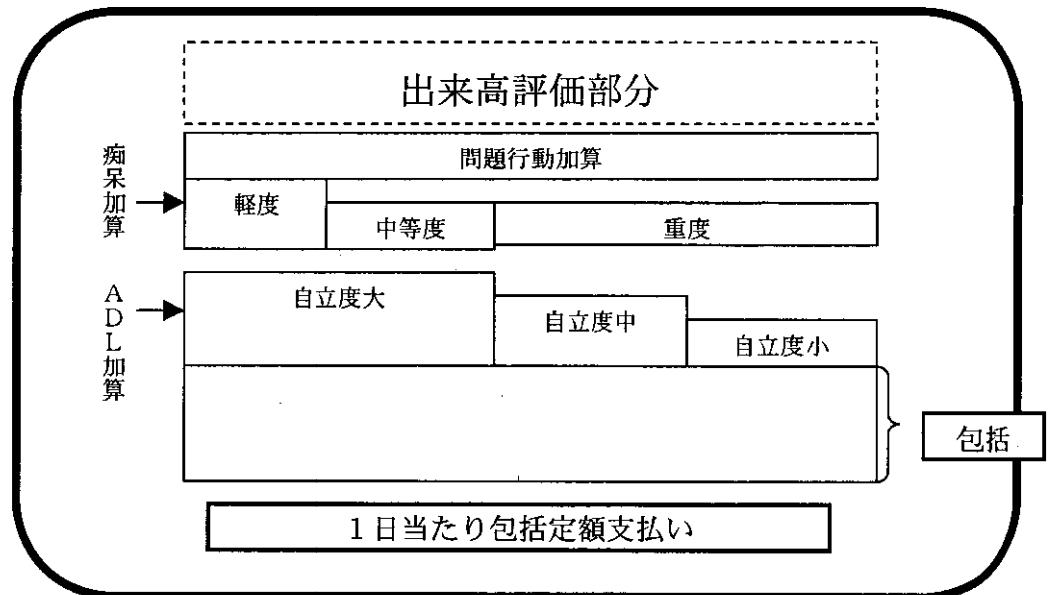 出来高評価部分
問題行動加算
痴呆加算
軽度
中等度
重度
ADL加算
自立度大
自立度中
自立度小
包括
1日当たり包括定額支払い